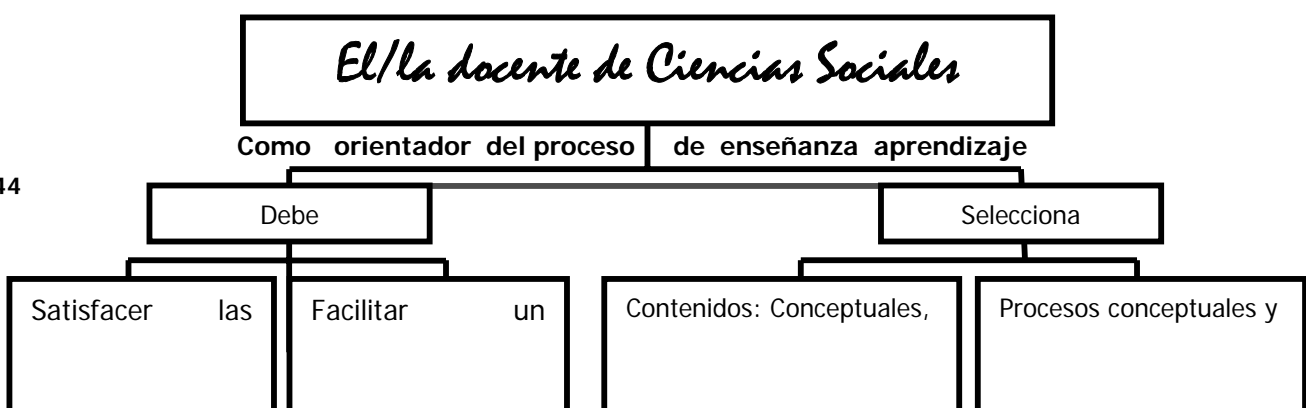 El/la docente de Ciencias Sociales
Como orientador del proceso de enseñanza aprendizaje
44
Debe
Selecciona
Satisfacer las
Facilitar un
Contenidos: Conceptuales,
Procesos conceptuales y